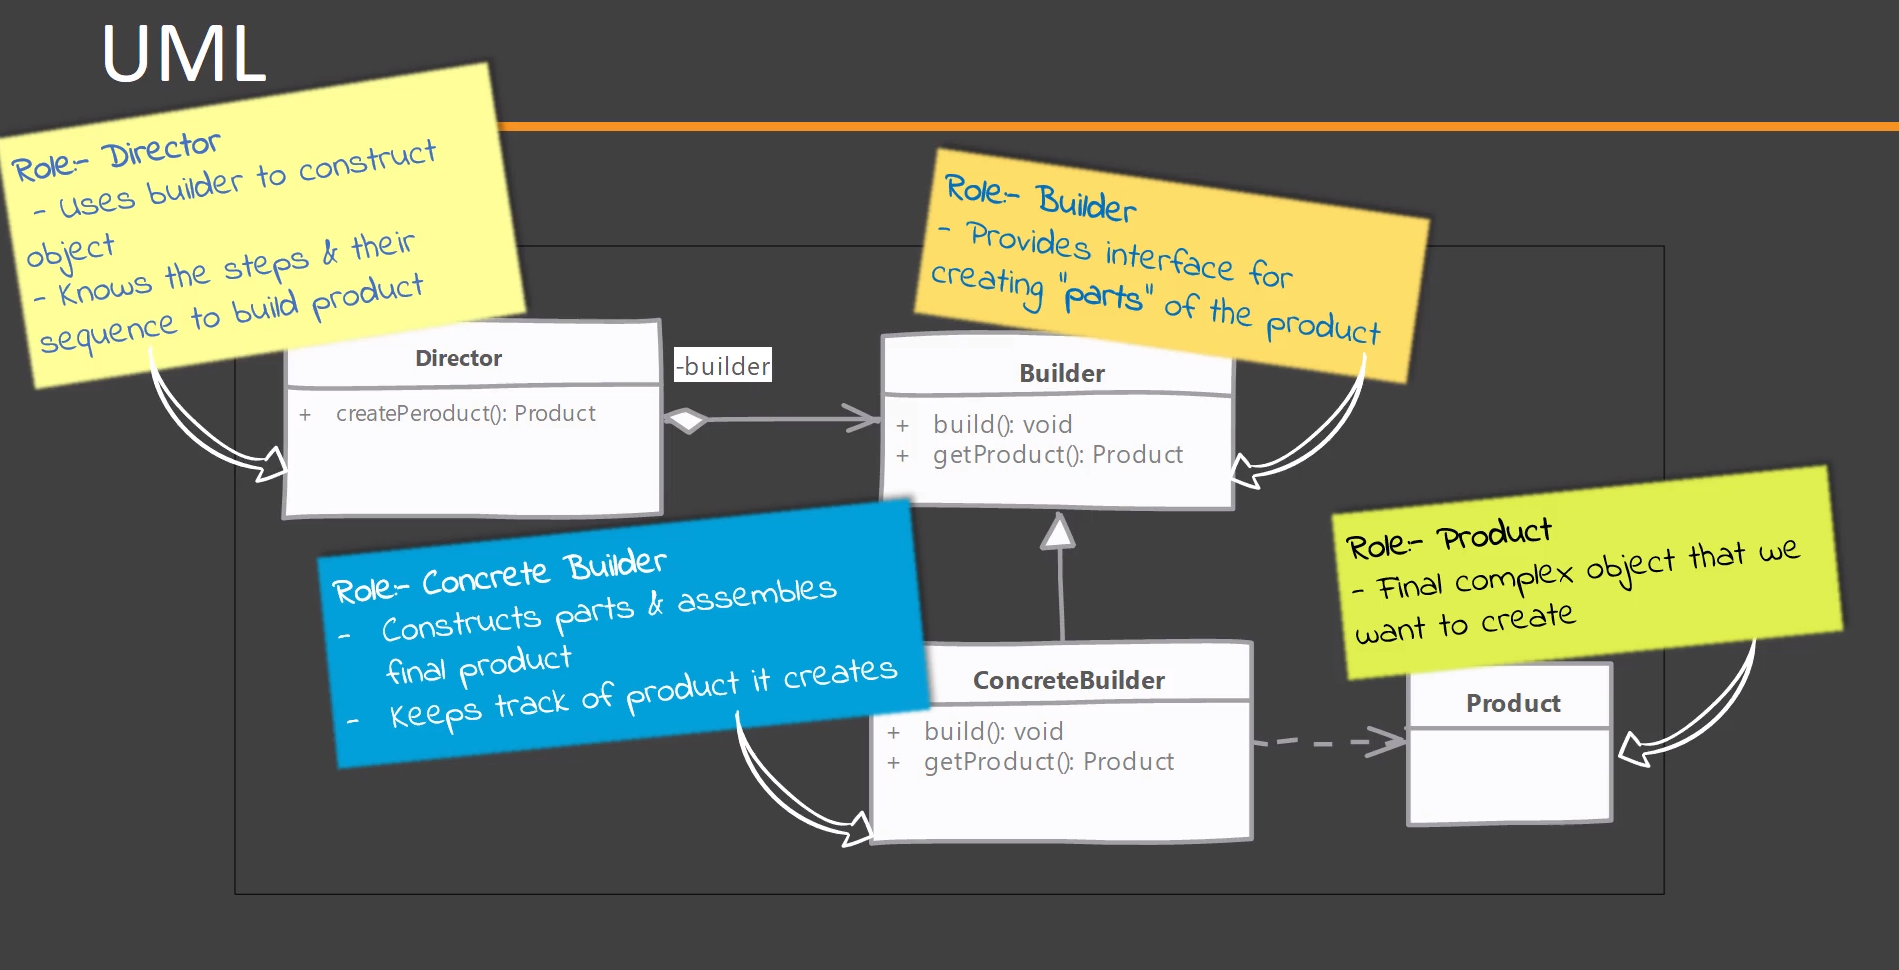 UML
Role:- Director
- Uses builder to construct
object
- Knows the steps & their
sequence to build product
Role:- Builder
- Provides interface for
creating "parts" of the product
Director
+ createPeroduct(): Product
-builder
Builder
+ build(): void
+ getProduct(): Product
Role:- Concrete Builder
- Constructs parts & assembles
final product
- Keeps track of product it creates
Role:- Product
- Final complex object that we
want to create
ConcreteBuilder
+ build(): void
+ getProduct(): Product
Product